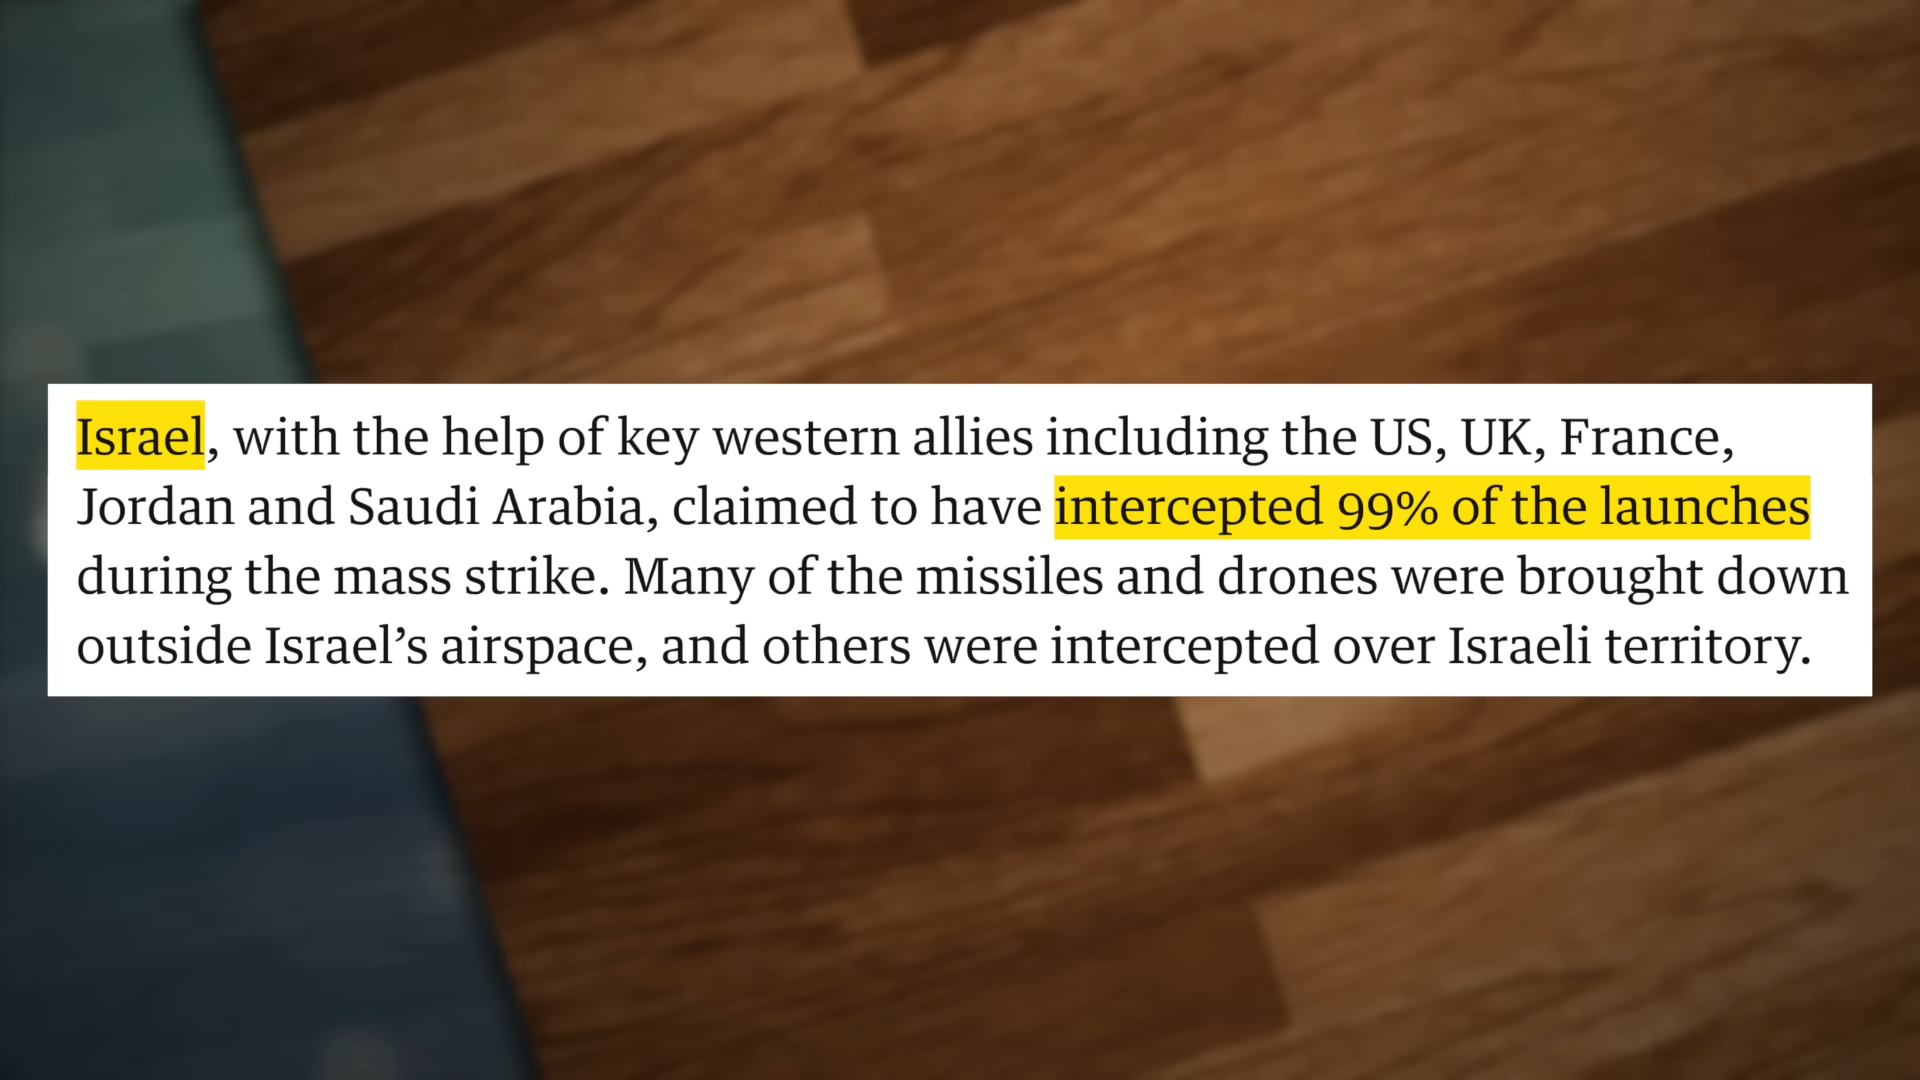 Israel, with the help of key western allies including the US, UK, France,
Jordan and Saudi Arabia, claimed to have intercepted 99% of the launches
during the mass strike. Many of the missiles and drones were brought down
outside Israel’s airspace, and others were intercepted over Israeli territory.